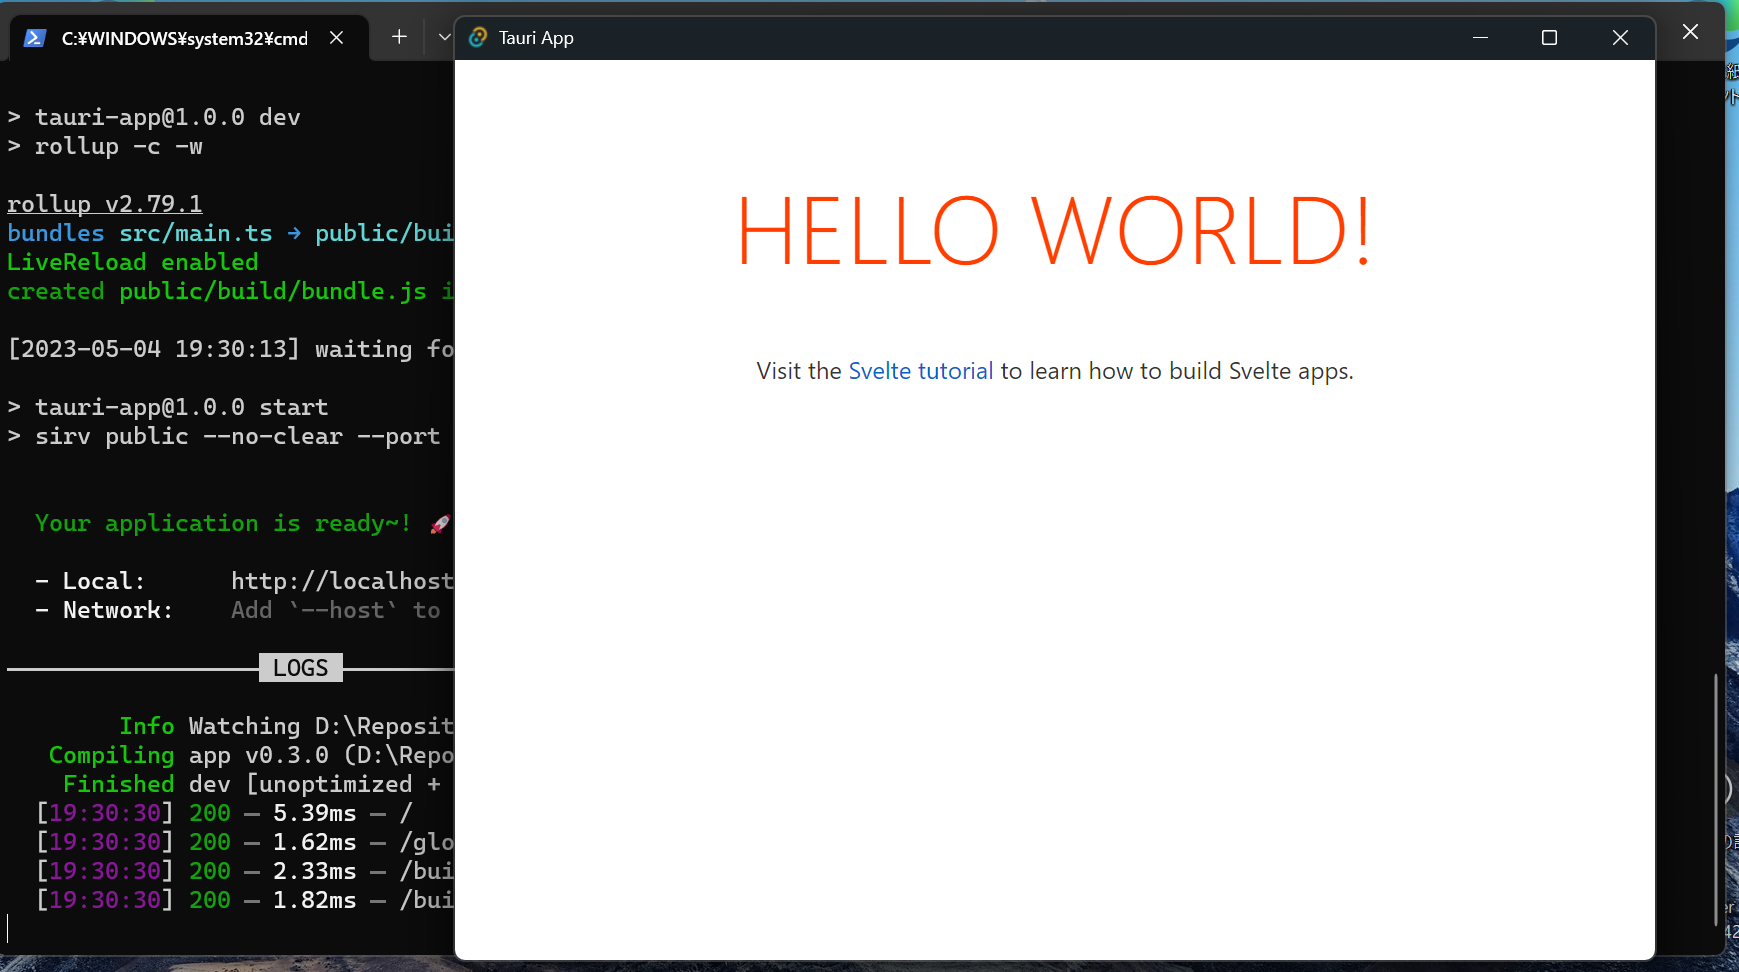 C:¥WINDOWS¥system32¥cmd
> tauri-app@1.0.0 dev
> rollup -c -w
rollup v2.79.1
bundles src/main.ts → public/bui
LiveReload enabled
created public/build/bundle.js i
[2023-05-04 19:30:13] waiting fo
> tauri-app@1.0.0 start
> sirv public --no-clear --port
Your application is ready~! 🚀
- Local: http://localhost
- Network: Add `--host` to
LOGS
Info Watching D:\Reposit
Compiling app v0.3.0 (D:\Repo
Finished dev [unoptimized +
[19:30:30] 200 — 5.39ms — /
[19:30:30] 200 — 1.62ms — /glo
[19:30:30] 200 — 2.33ms — /bui
[19:30:30] 200 — 1.82ms — /bui
Tauri App
HELLO WORLD!
Visit the Svelte tutorial to learn how to build Svelte apps.